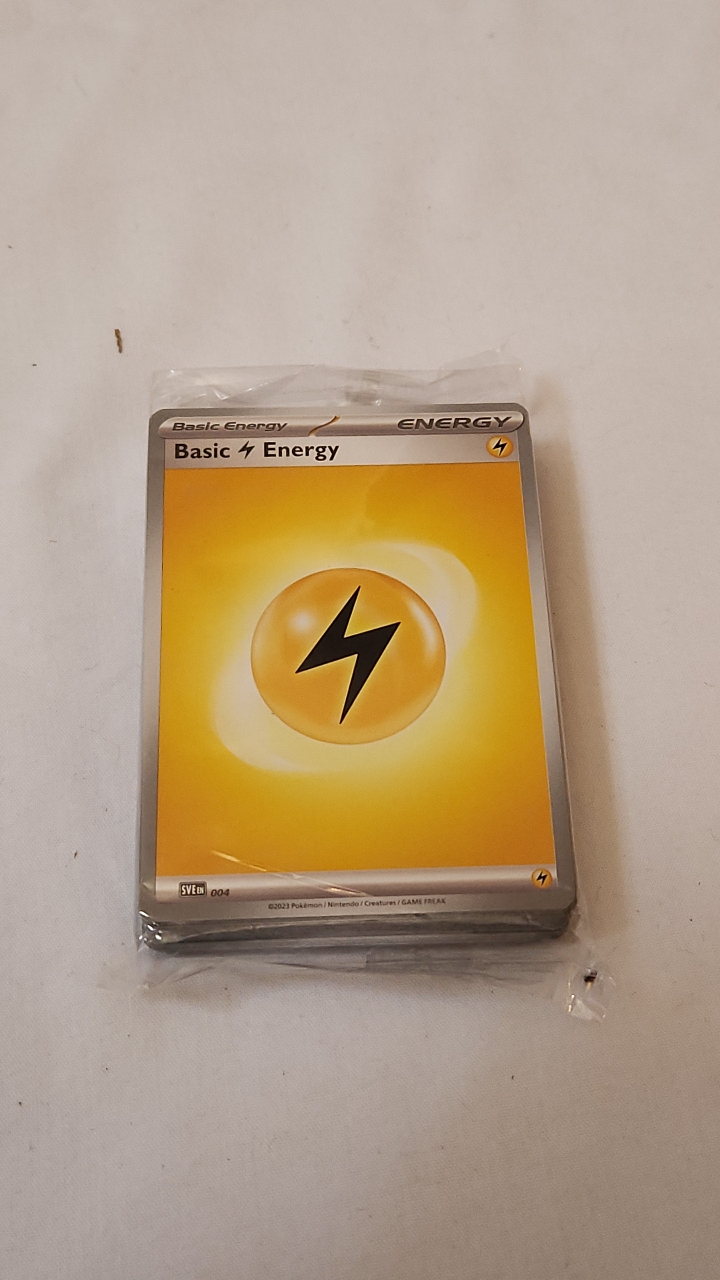 Basic Energy ENERGY
Basic Energy
SVE EN 004
©2023 Pokémon / Nintendo / Creatures / GAME FREAK